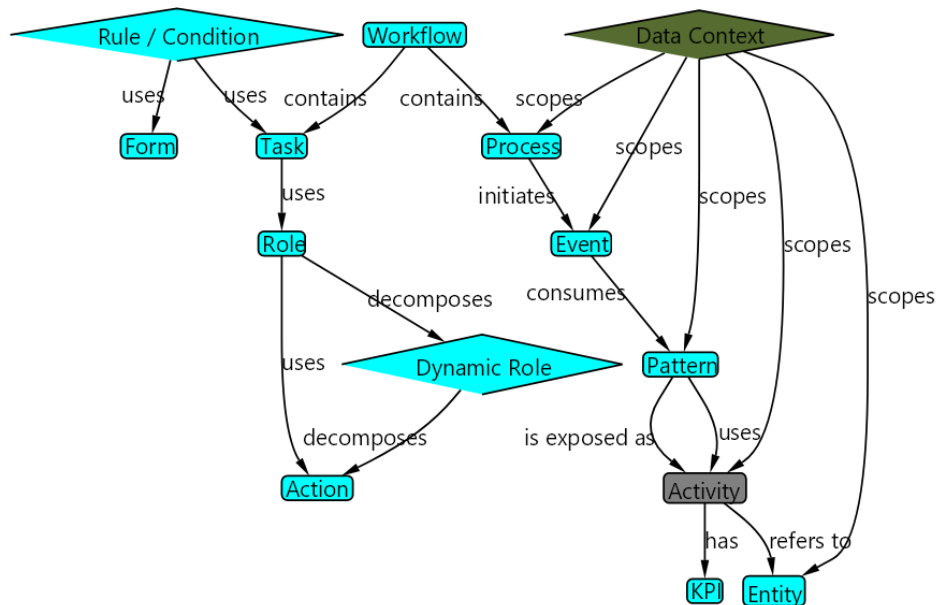 Rule / Condition
Workflow
Data Context
uses
uses
contains
contains
scopes
Form
Task
Process
scopes
scopes
uses
initiates
Role
Event
scopes
decomposes
consumes
scopes
uses
Dynamic Role
Pattern
decomposes
is exposed as
uses
Action
Activity
has
refers to
KPI
Entity